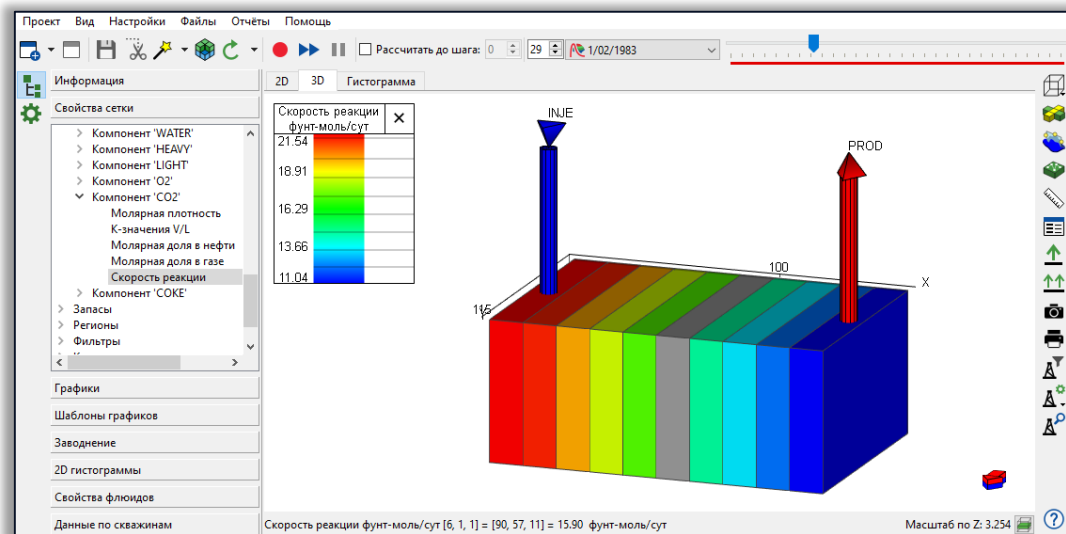 Проект Вид Настройки Файлы Отчёты Помощь
Рассчитать до шага: 0 29 1/02/1983
Информация
Свойства сетки
Компонент 'WATER'
Компонент 'HEAVY'
Компонент 'LIGHT'
Компонент 'O2'
Компонент 'CO2'
Молярная плотность
K-значения V/L
Молярная доля в нефти
Молярная доля в газе
Скорость реакции
Компонент 'COKE'
Запасы
Регионы
Фильтры
Графики
Шаблоны графиков
Заводнение
2D гистограммы
Свойства флюидов
Данные по скважинам
2D 3D Гистограмма
Скорость реакции
фунт-моль/сут
21.54
18.91
16.29
13.66
11.04
INJE
PROD
100
X
Скорость реакции фунт-моль/сут [6, 1, 1] = [90, 57, 11] = 15.90 фунт-моль/сут
Масштаб по Z: 3.254